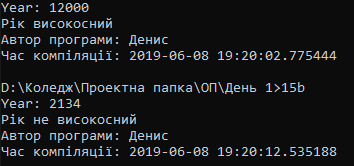 Year: 12000
Рік високосний
Автор програми: Денис
Час компіляції: 2019-06-08 19:20:02.775444
D:\Коледж\Проектна папка\ОП\День 1>15b
Year: 2134
Рік не високосний
Автор програми: Денис
Час компіляції: 2019-06-08 19:20:12.535188